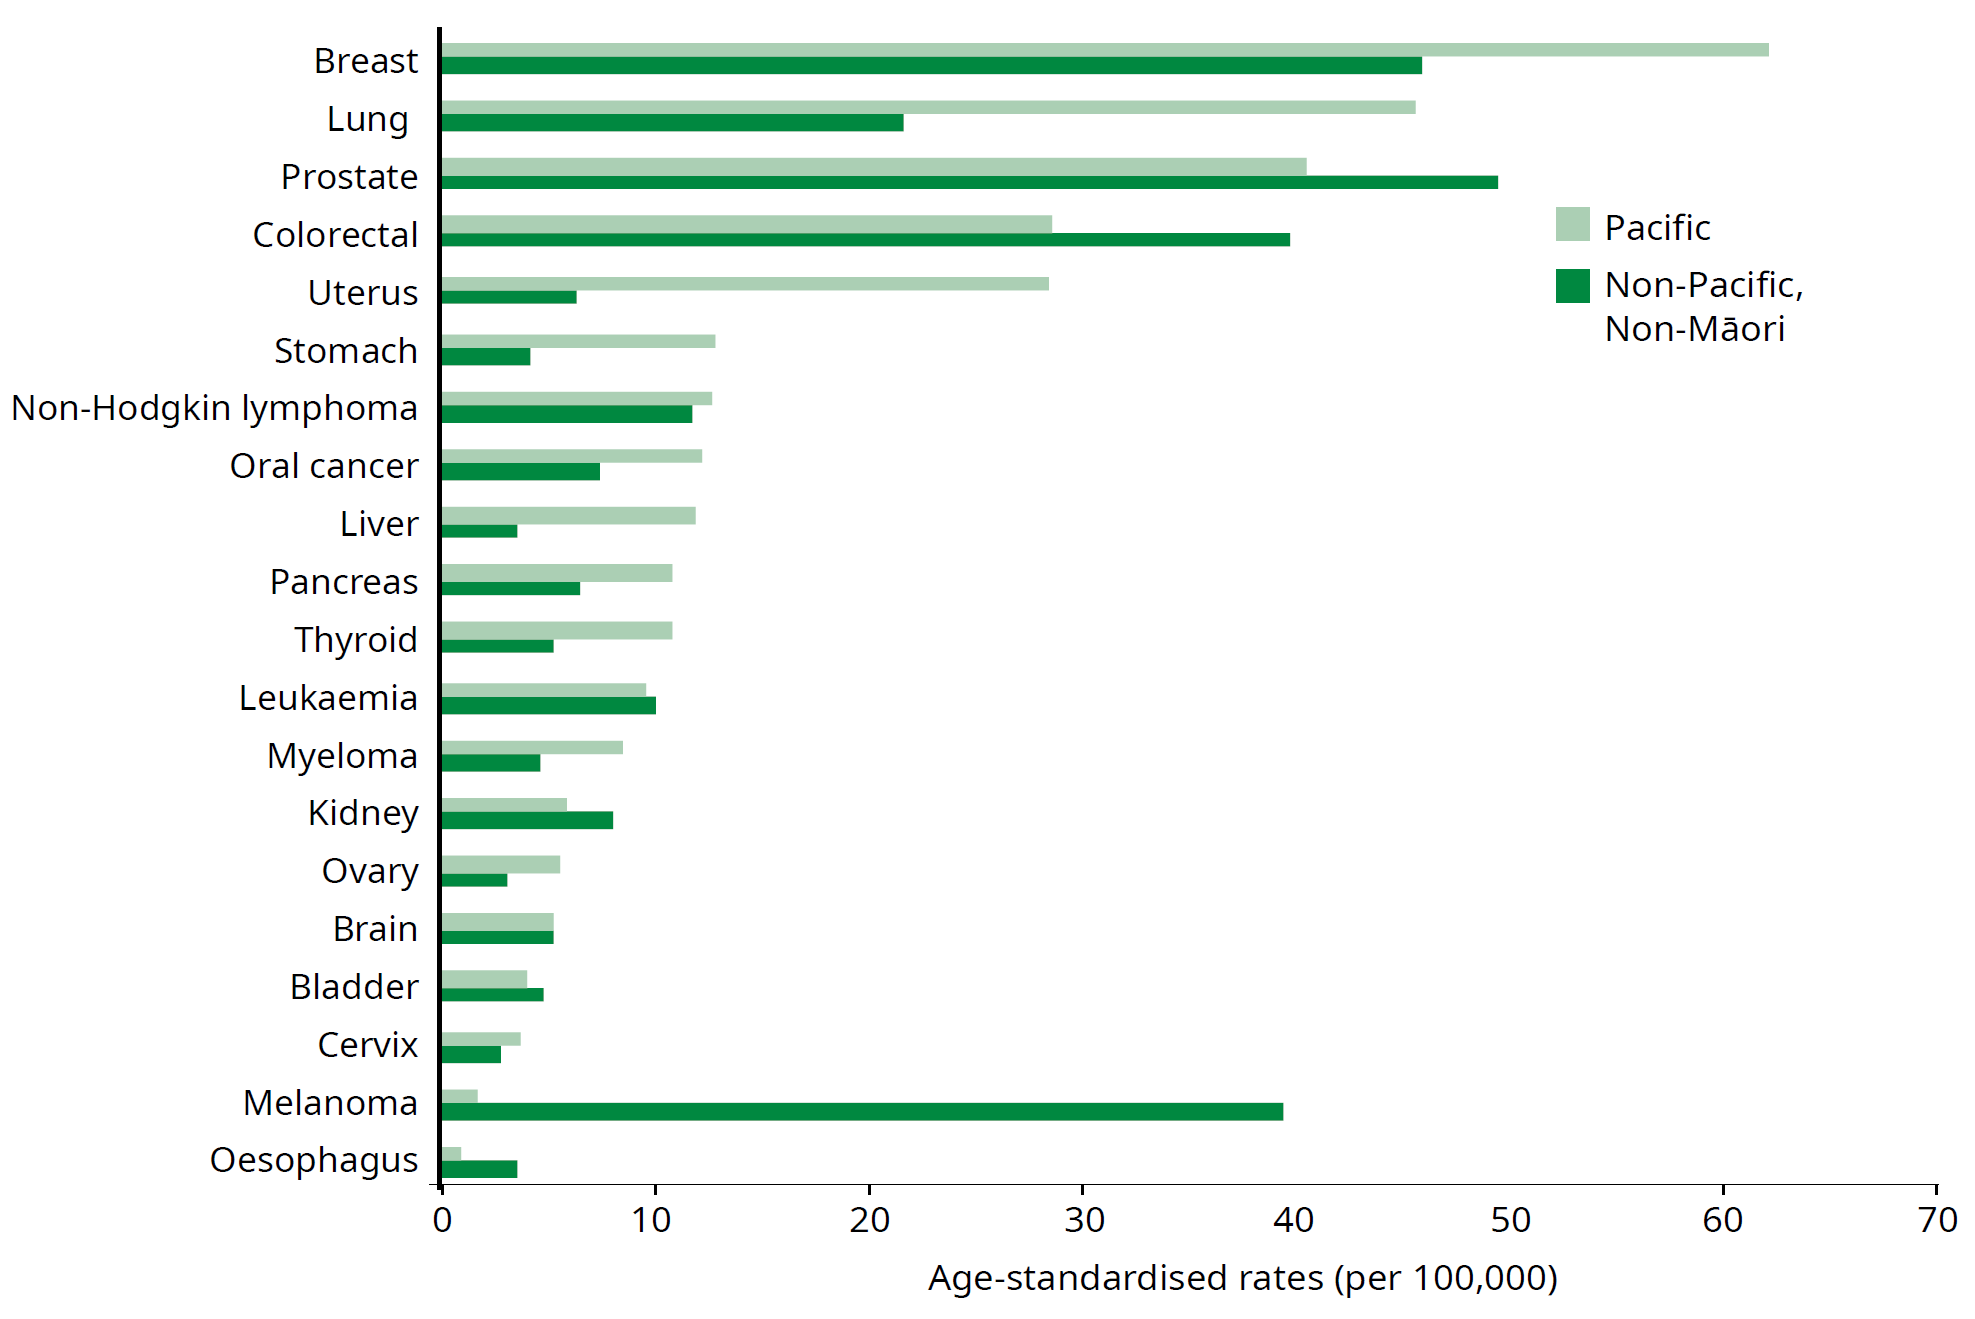 Breast
Lung
Prostate
Colorectal
Uterus
Stomach
Non-Hodgkin lymphoma
Oral cancer
Liver
Pancreas
Thyroid
Leukaemia
Myeloma
Kidney
Ovary
Brain
Bladder
Cervix
Melanoma
Oesophagus
Pacific
Non-Pacific,
Non-Māori
0 10 20 30 40 50 60 70
Age-standardised rates (per 100,000)